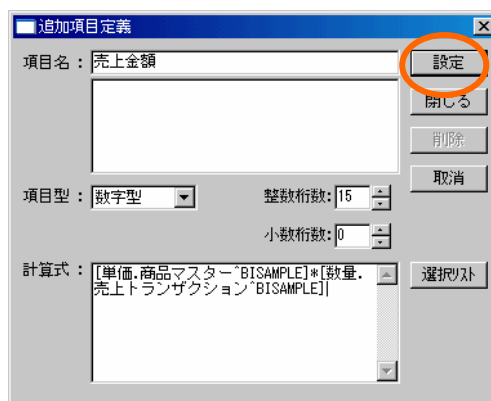 追加項目定義
項目名： 売上金額
設定
閉じる
削除
取消
項目型： 数字型
整数桁数： 15
小数桁数： 0
計算式： [単価.商品マスター^BISAMPLE]*[数量.
売上トランザクション^BISAMPLE]
選択リスト